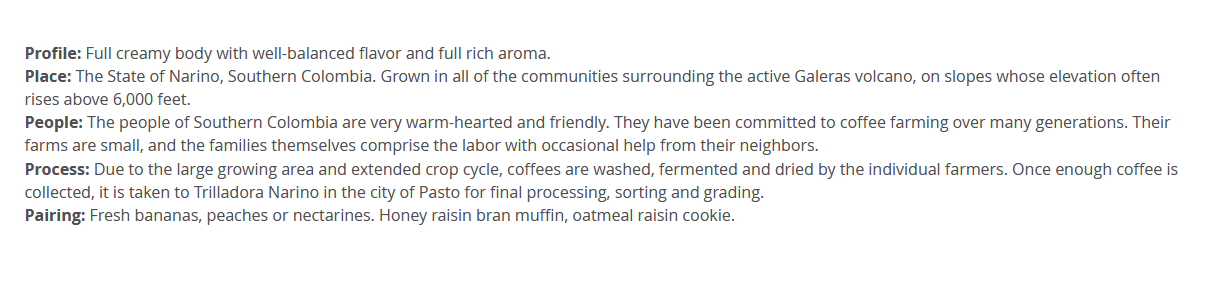 Profile: Full creamy body with well-balanced flavor and full rich aroma.
Place: The State of Narino, Southern Colombia. Grown in all of the communities surrounding the active Galeras volcano, on slopes whose elevation often
rises above 6,000 feet.
People: The people of Southern Colombia are very warm-hearted and friendly. They have been committed to coffee farming over many generations. Their
farms are small, and the families themselves comprise the labor with occasional help from their neighbors.
Process: Due to the large growing area and extended crop cycle, coffees are washed, fermented and dried by the individual farmers. Once enough coffee is
collected, it is taken to Trilladora Narino in the city of Pasto for final processing, sorting and grading.
Pairing: Fresh bananas, peaches or nectarines. Honey raisin bran muffin, oatmeal raisin cookie.